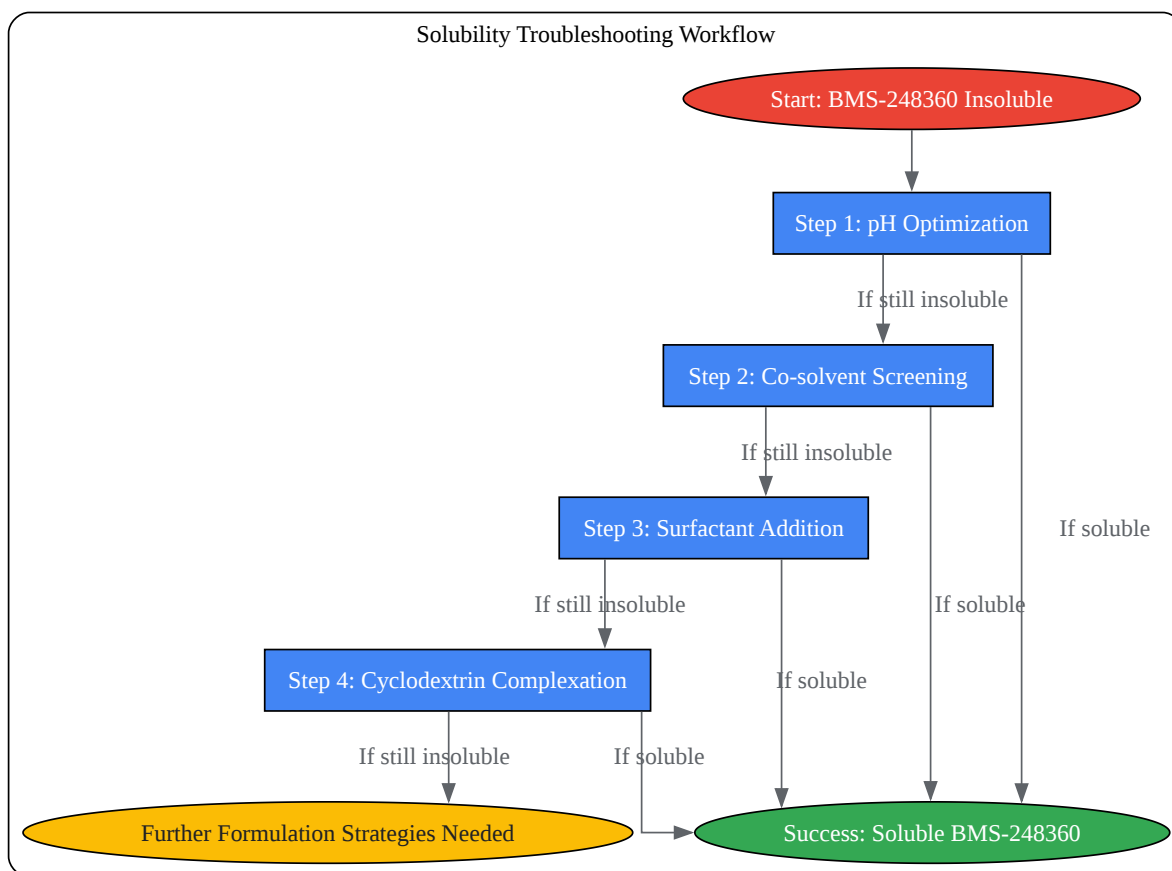 Solubility Troubleshooting Workflow
Start: BMS-248360 Insoluble
Step 1: pH Optimization
If still insoluble
Step 2: Co-solvent Screening
If still insoluble
Step 3: Surfactant Addition
If soluble
If still insoluble
If soluble
Step 4: Cyclodextrin Complexation
If soluble
If still insoluble
If soluble
Further Formulation Strategies Needed
Success: Soluble BMS-248360